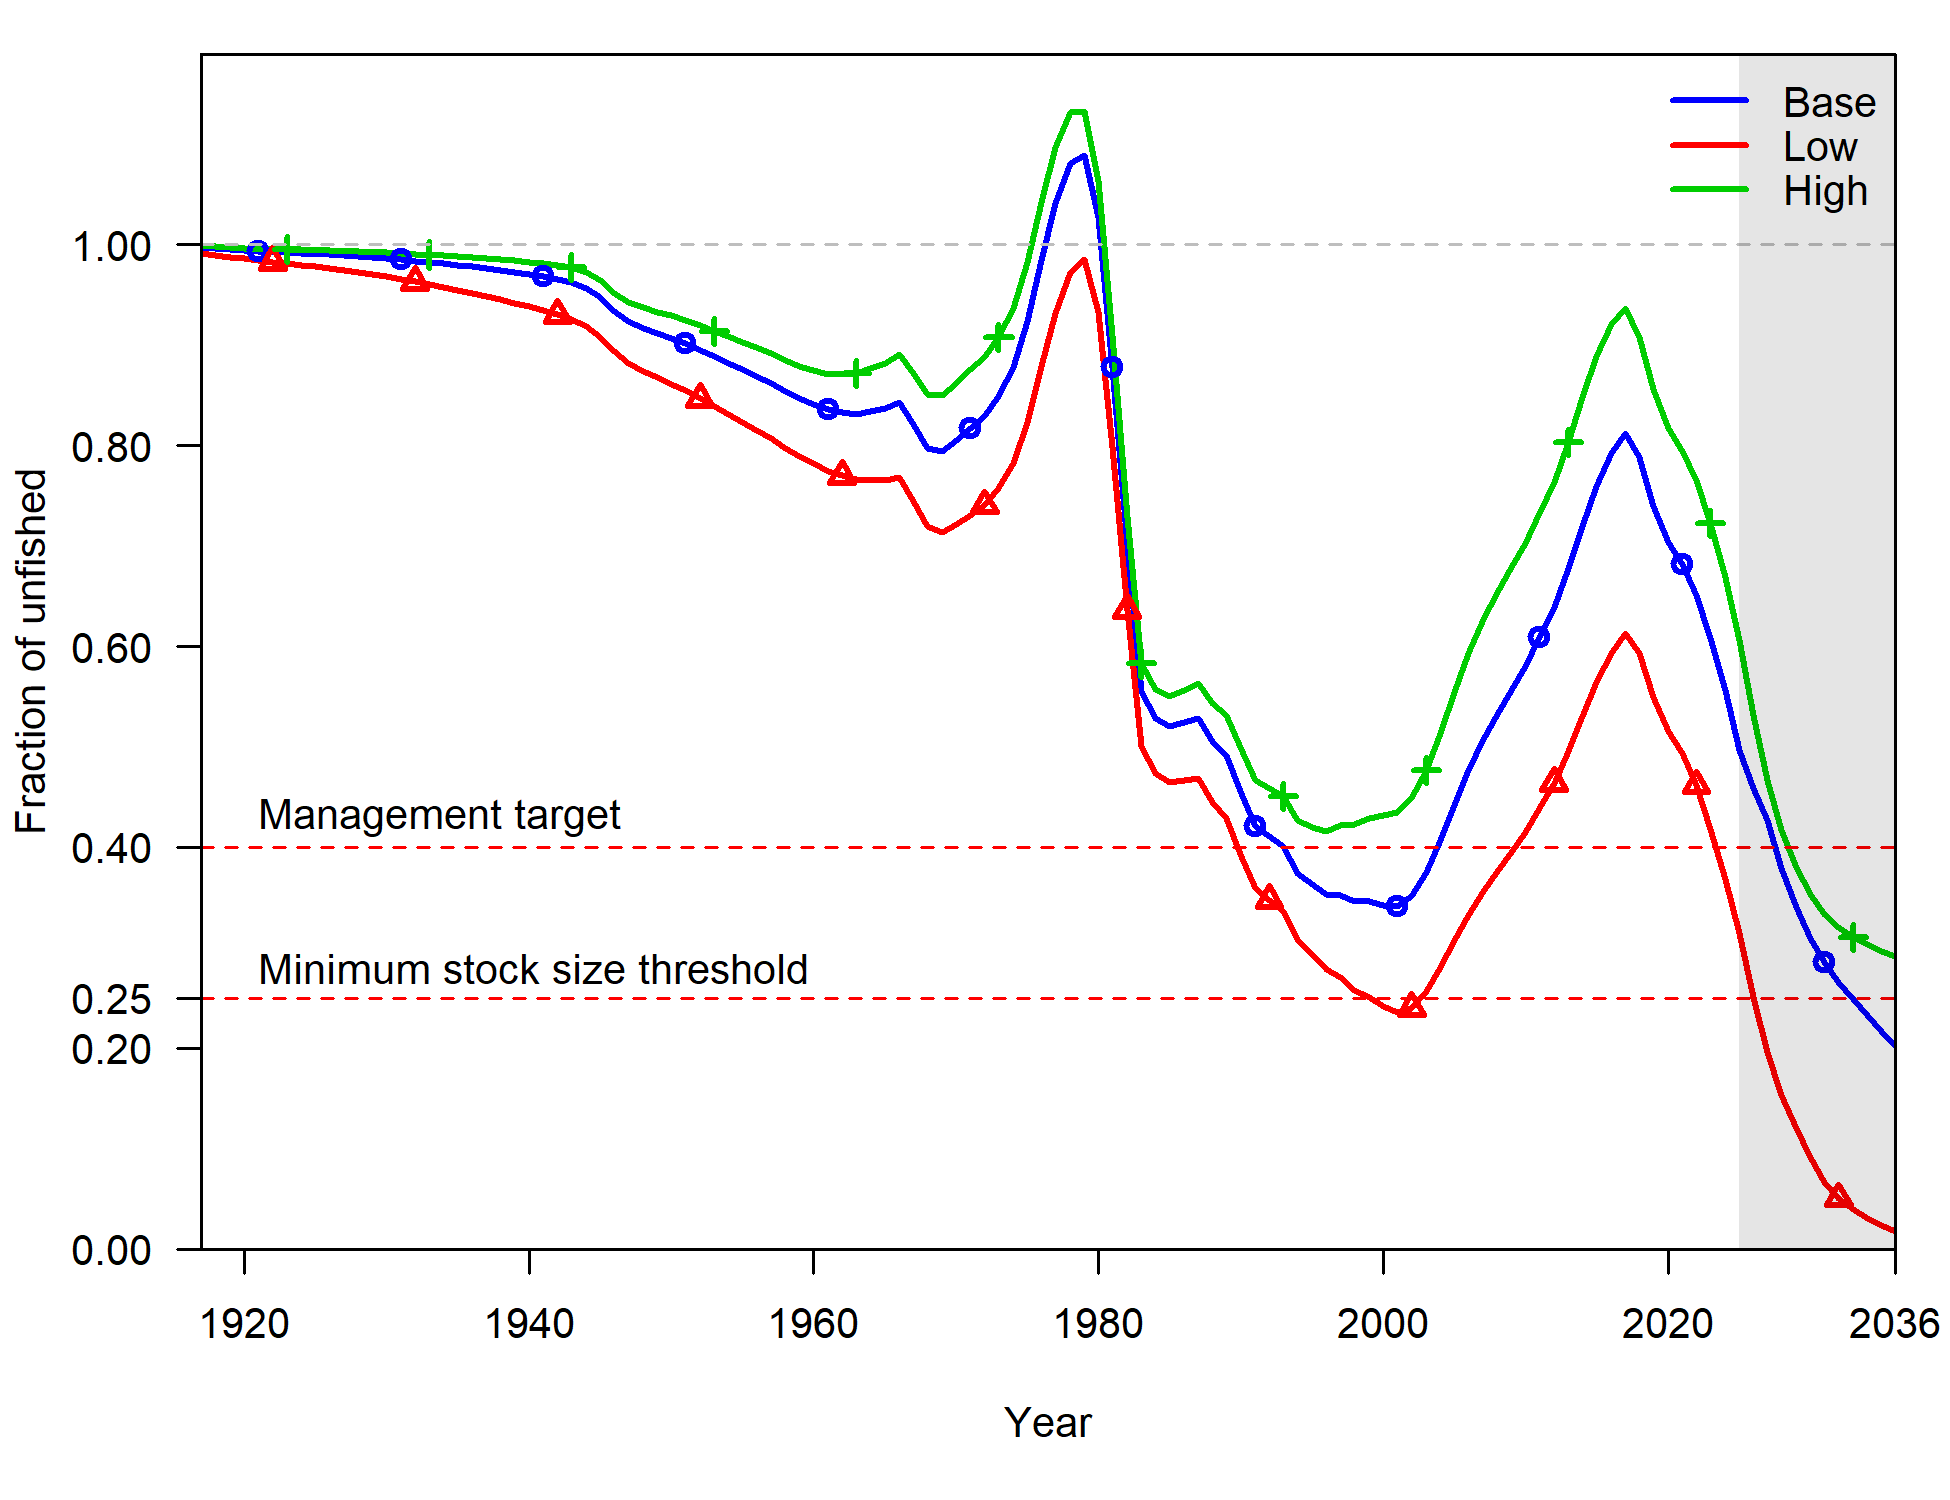 Base
Low
High
Fraction of unfished
1.00
0.80
0.60
0.40
0.25
0.20
0.00
Management target
Minimum stock size threshold
1920
1940
1960
1980
2000
2020
2036
Year